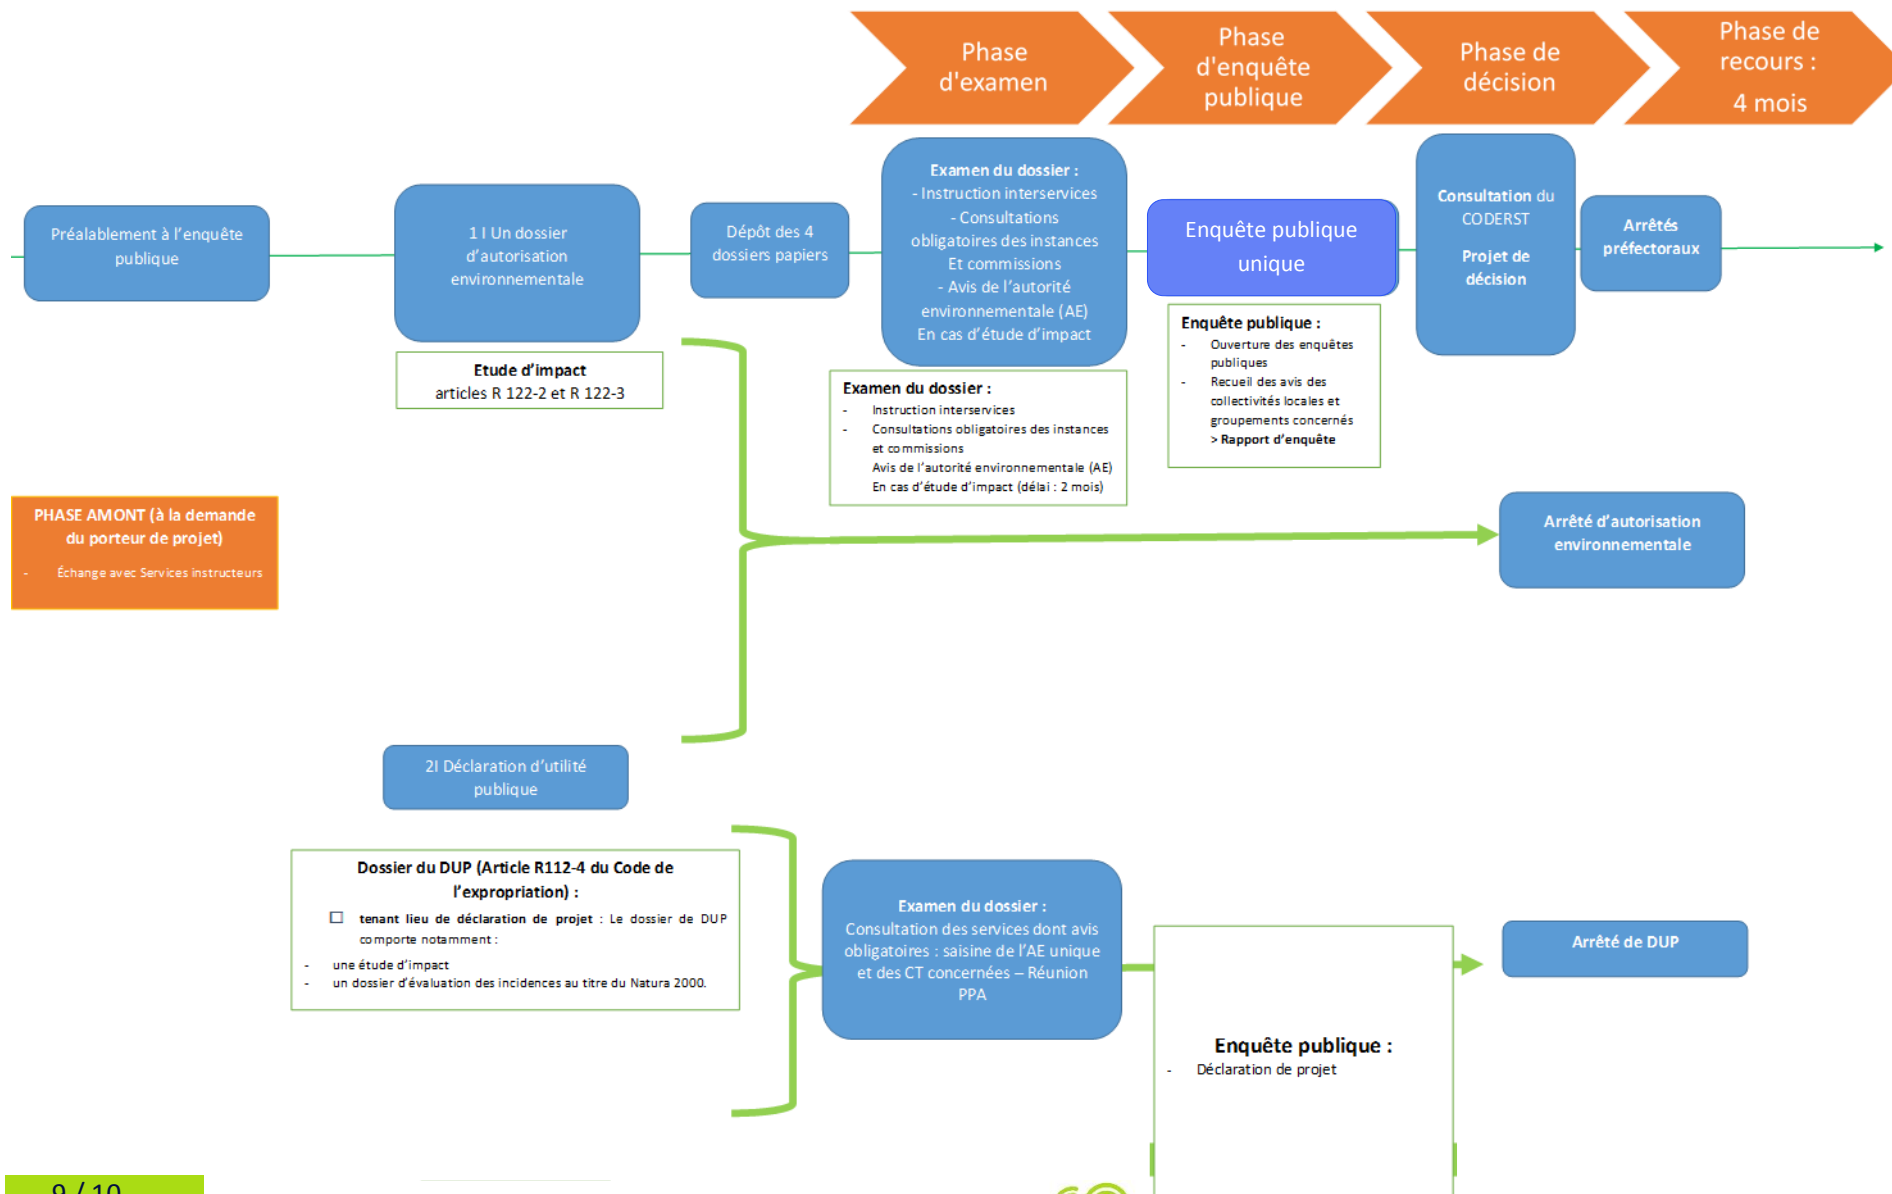 Phase
d'examen
Phase
d'enquête
publique
Phase de
décision
Phase de
recours :
4 mois
Préalablement à l'enquête
publique
1 I Un dossier
d'autorisation
environnementale
Dépôt des 4
dossiers papiers
Examen du dossier :
- Instruction interservices
- Consultations
obligatoires des instances
Et commissions
- Avis de l'autorité
environnementale (AE)
En cas d'étude d'impact
Enquête publique
unique
Consultation du
CODERST
Projet de
décision
Arrêtés
préfectoraux
Etude d'impact
articles R 122-2 et R 122-3
Examen du dossier :
- Instruction interservices
- Consultations obligatoires des instances
et commissions
Avis de l'autorité environnementale (AE)
En cas d'étude d'impact (délai : 2 mois)
Enquête publique :
- Ouverture des enquêtes
publiques
- Recueil des avis des
collectivités locales et
groupements concernés
> Rapport d'enquête
PHASE AMONT (à la demande
du porteur de projet)
- Échange avec Services instructeurs
Arrêté d'autorisation
environnementale
2I Déclaration d'utilité
publique
Dossier du DUP (Article R112-4 du Code de
l'expropriation) :
☐ tenant lieu de déclaration de projet : Le dossier de DUP
comporte notamment :
- une étude d'impact
- un dossier d'évaluation des incidences au titre du Natura 2000.
Examen du dossier :
Consultation des services dont avis
obligatoires : saisine de l'AE unique
et des CT concernées – Réunion
PPA
Enquête publique :
- Déclaration de projet
Arrêté de DUP
9 / 10